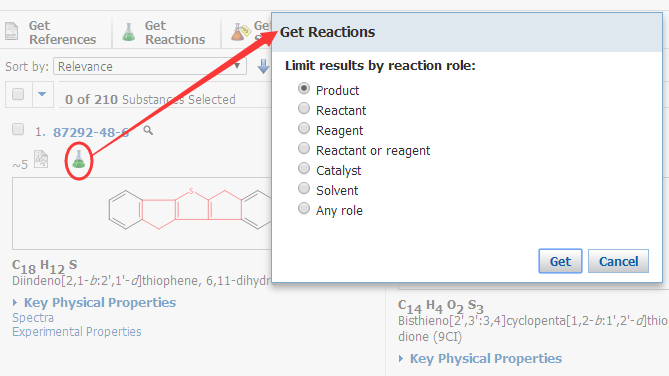 Get
References
Get
Reactions
Get
S
Get Reactions
Limit results by reaction role:
Product
Reactant
Reagent
Reactant or reagent
Catalyst
Solvent
Any role
Get
Cancel
Sort by: Relevance
0 of 210 Substances Selected
1. 87292-48-6
~5
S
C18 H12 S
Diindeno[2,1-b:2',1'-d]thiophene, 6,11-dihydr
Key Physical Properties
Spectra
Experimental Properties
C14 H4 O2 S3
Bisthieno[2',3':3,4]cyclopenta[1,2-b:1',2'-d]thio
dione (9CI)
Key Physical Properties